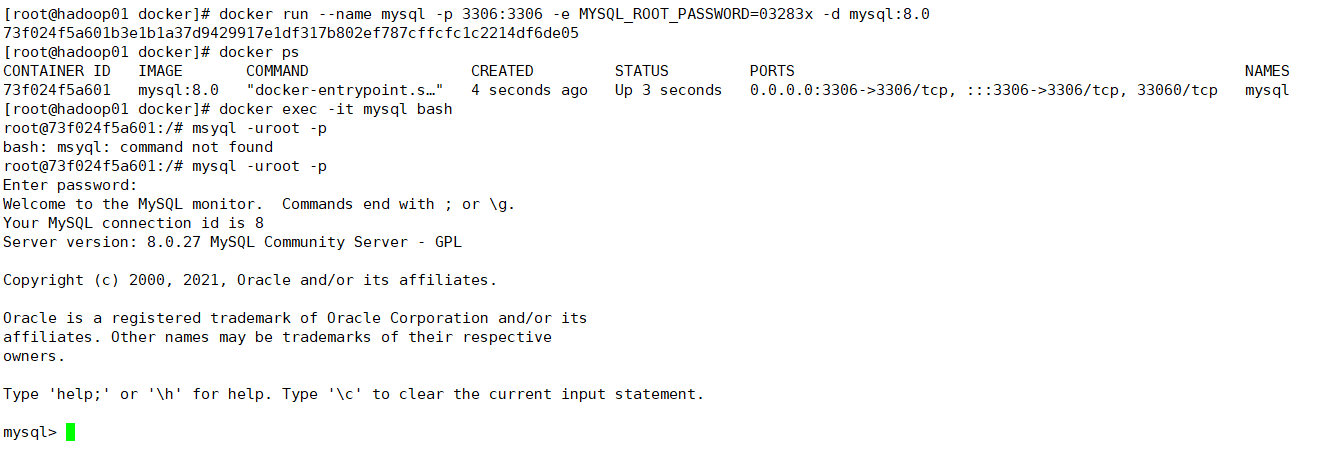 [root@hadoop01 docker]# docker run --name mysql -p 3306:3306 -e MYSQL_ROOT_PASSWORD=03283x -d mysql:8.0
73f024f5a601b3e1b1a37d9429917e1df317b802ef787cffcfc1c2214df6de05
[root@hadoop01 docker]# docker ps
CONTAINER ID   IMAGE       COMMAND                  CREATED         STATUS         PORTS                                                  NAMES
73f024f5a601   mysql:8.0   "docker-entrypoint.s…"   4 seconds ago   Up 3 seconds   0.0.0.0:3306->3306/tcp, :::3306->3306/tcp, 33060/tcp   mysql
[root@hadoop01 docker]# docker exec -it mysql bash
root@73f024f5a601:/# msyql -uroot -p
bash: msyql: command not found
root@73f024f5a601:/# mysql -uroot -p
Enter password:
Welcome to the MySQL monitor.  Commands end with ; or \g.
Your MySQL connection id is 8
Server version: 8.0.27 MySQL Community Server - GPL
Copyright (c) 2000, 2021, Oracle and/or its affiliates.
Oracle is a registered trademark of Oracle Corporation and/or its
affiliates. Other names may be trademarks of their respective
owners.
Type 'help;' or '\h' for help. Type '\c' to clear the current input statement.
mysql>